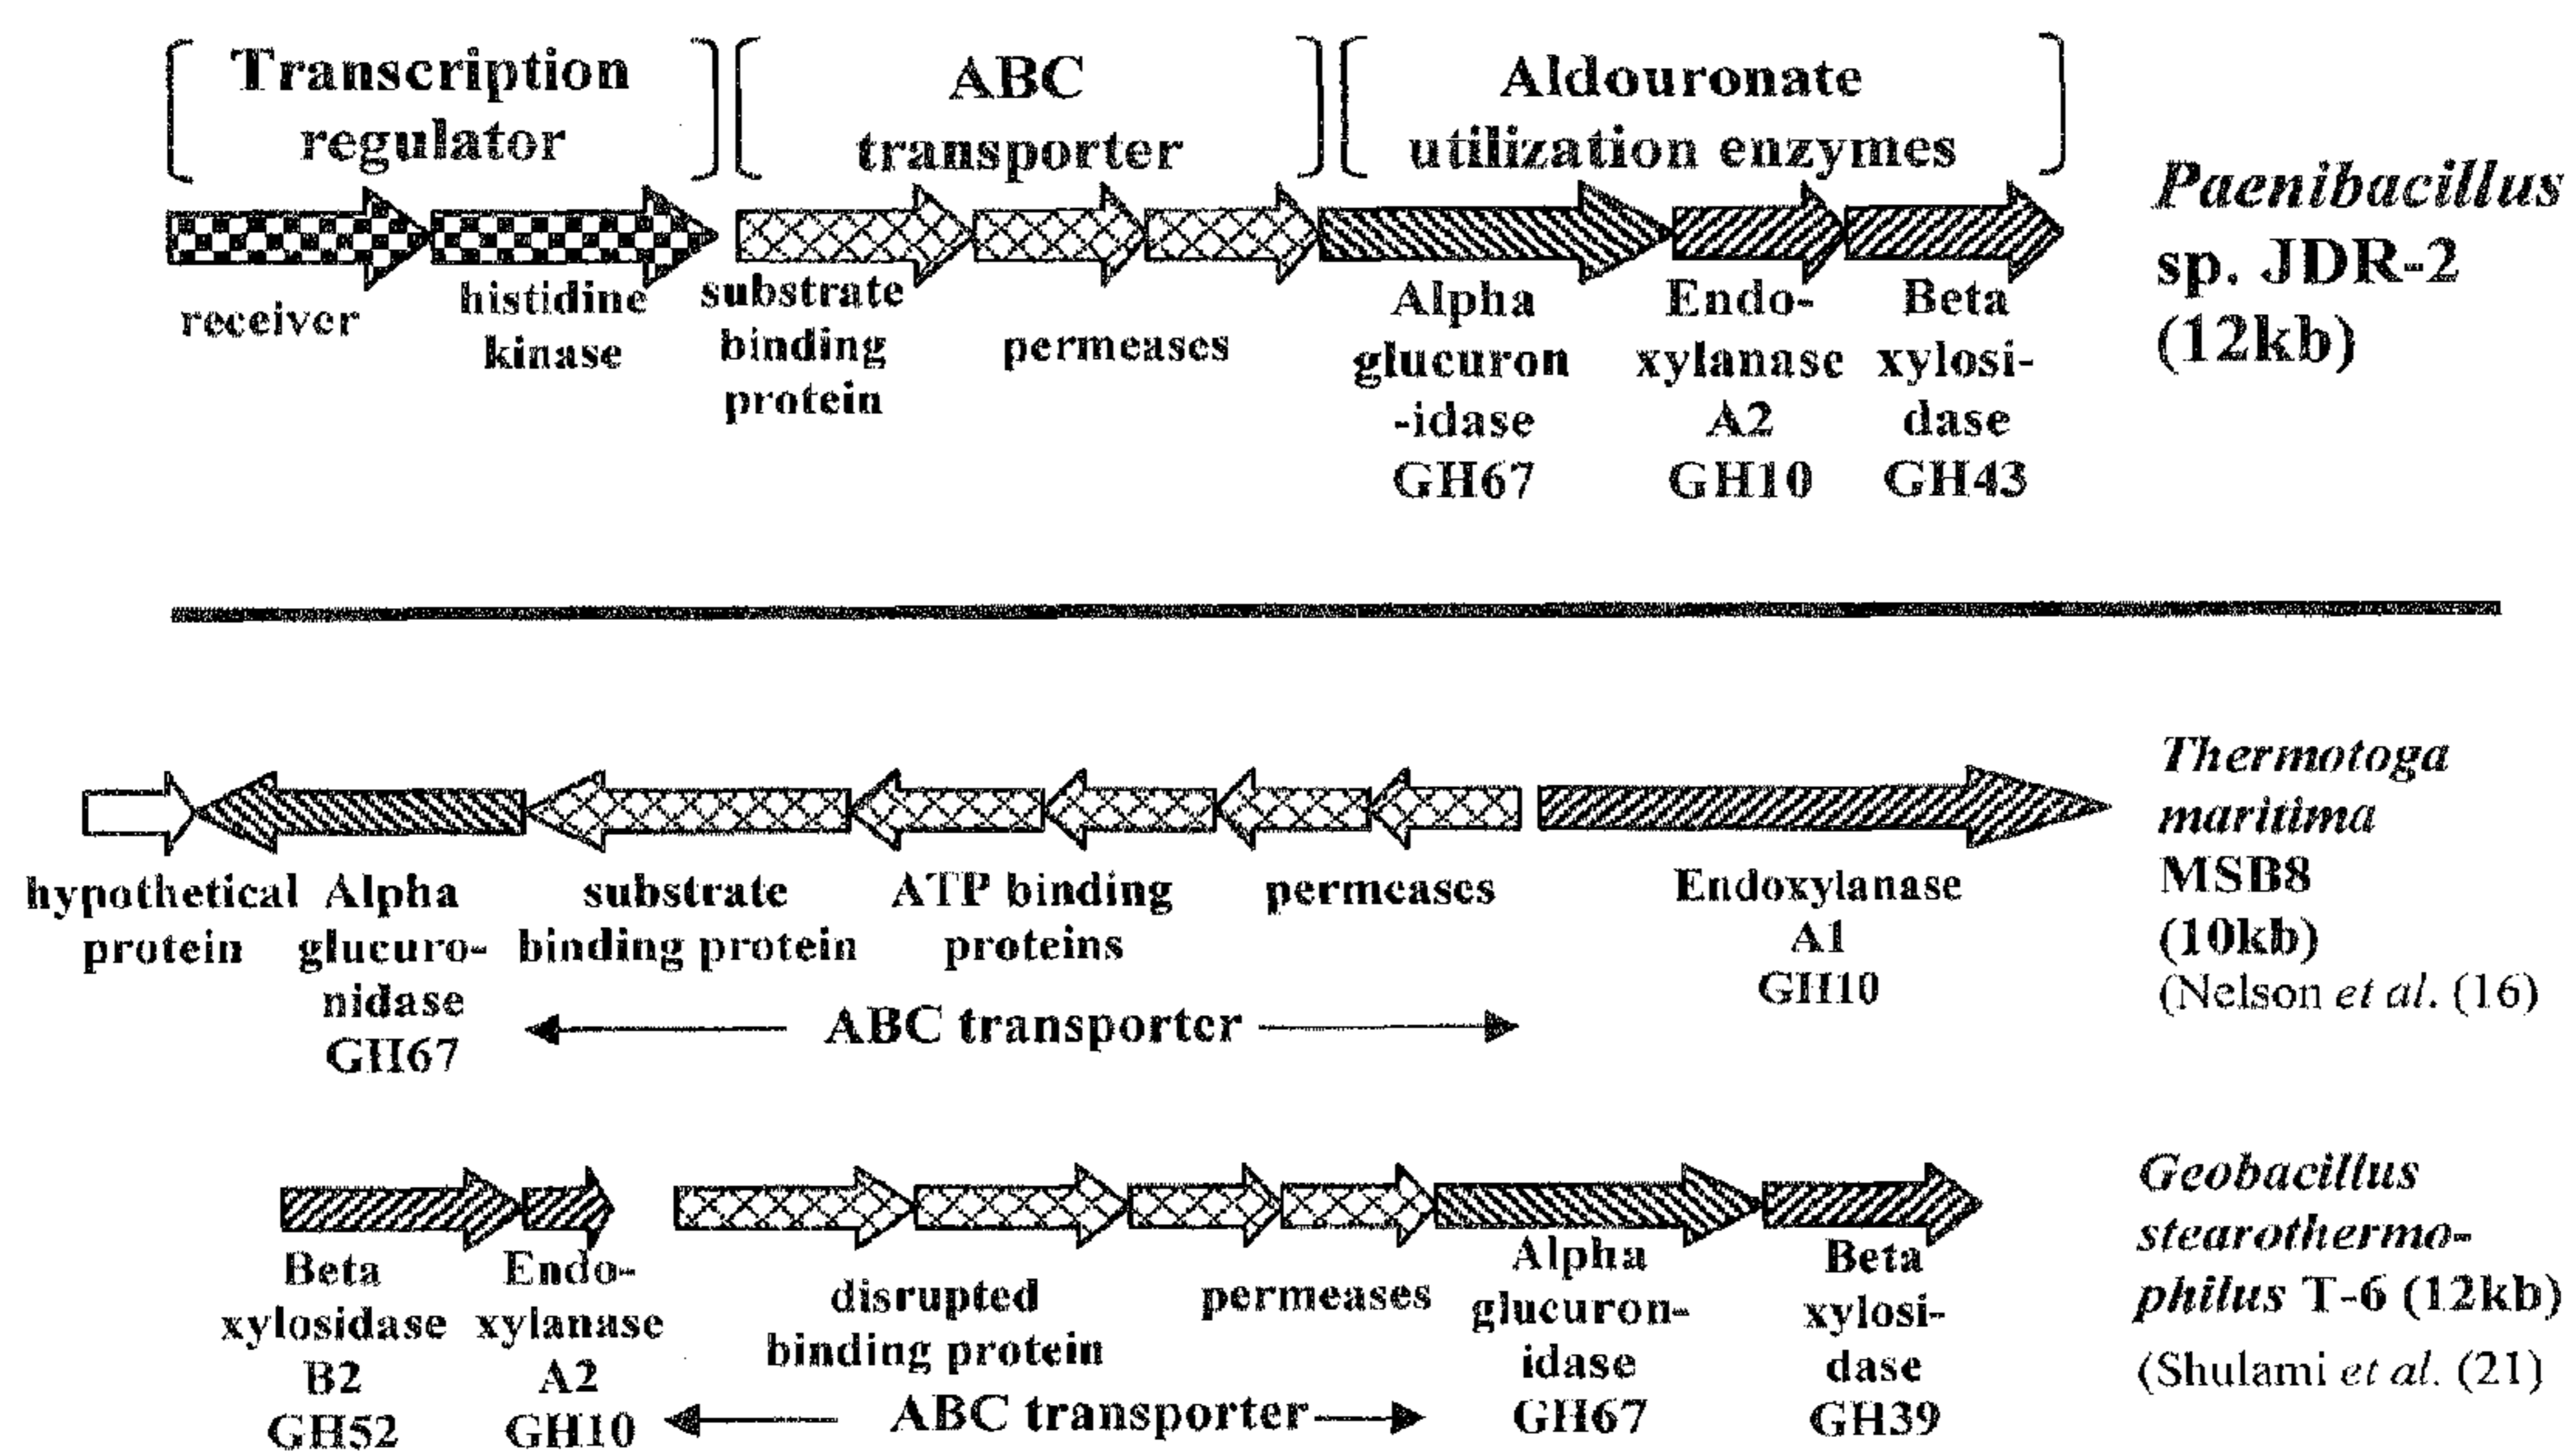 Transcription
regulator
ABC
transporter
Aldouronate
utilization enzymes
receiver
histidine
kinase
substrate
binding
protein
permeases
Alpha
glucuron
-idase
GH67
Endo-
xylanase
A2
GH10
Beta
xylosi-
dase
GH43
Paenibacillus
sp. JDR-2
(12kb)
hypothetical
protein
Alpha
glucuro-
nidase
GH67
substrate
binding protein
ATP binding
proteins
permeases
ABC transporter
Endoxylanase
A1
GH10
Thermotoga
maritima
MSB8
(10kb)
(Nelson et al. (16)
Beta
xylosidase
B2
GH52
Endo-
xylanase
A2
GH10
disrupted
binding protein
permeases
ABC transporter
Alpha
glucuron-
idase
GH67
Beta
xylosi-
dase
GH39
Geobacillus
stearothermo-
philus T-6 (12kb)
(Shulami et al. (21)